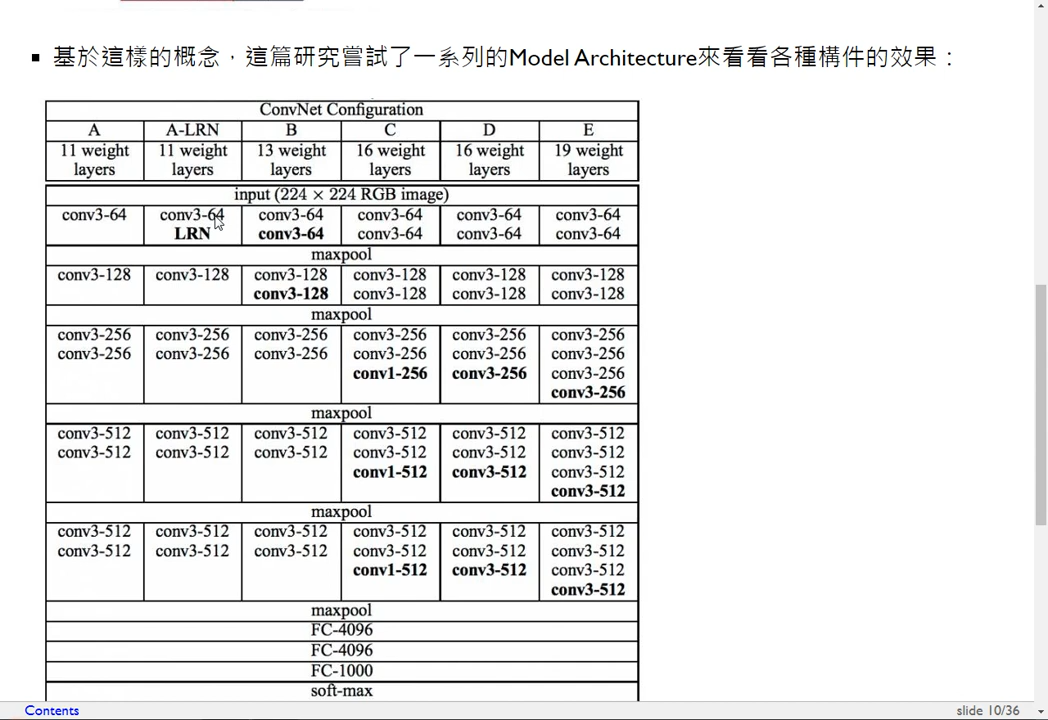 基於這樣的概念，這篇研究嘗試了一系列的Model Architecture來看看各種構件的效果：
ConvNet Configuration
A A-LRN B C D E
11 weight layers 11 weight layers 13 weight layers 16 weight layers 16 weight layers 19 weight layers
input (224 × 224 RGB image)
conv3-64 conv3-64 conv3-64 conv3-64 conv3-64 conv3-64
LRN conv3-64 conv3-64 conv3-64 conv3-64
maxpool
conv3-128 conv3-128 conv3-128 conv3-128 conv3-128 conv3-128
conv3-128 conv3-128 conv3-128 conv3-128
maxpool
conv3-256 conv3-256 conv3-256 conv3-256 conv3-256 conv3-256
conv3-256 conv3-256 conv3-256 conv3-256 conv3-256 conv3-256
conv1-256 conv3-256 conv3-256
conv3-256
maxpool
conv3-512 conv3-512 conv3-512 conv3-512 conv3-512 conv3-512
conv3-512 conv3-512 conv3-512 conv3-512 conv3-512 conv3-512
conv1-512 conv3-512 conv3-512
conv3-512
maxpool
conv3-512 conv3-512 conv3-512 conv3-512 conv3-512 conv3-512
conv3-512 conv3-512 conv3-512 conv3-512 conv3-512 conv3-512
conv1-512 conv3-512 conv3-512
conv3-512
maxpool
FC-4096
FC-4096
FC-1000
soft-max
Contents slide 10/36